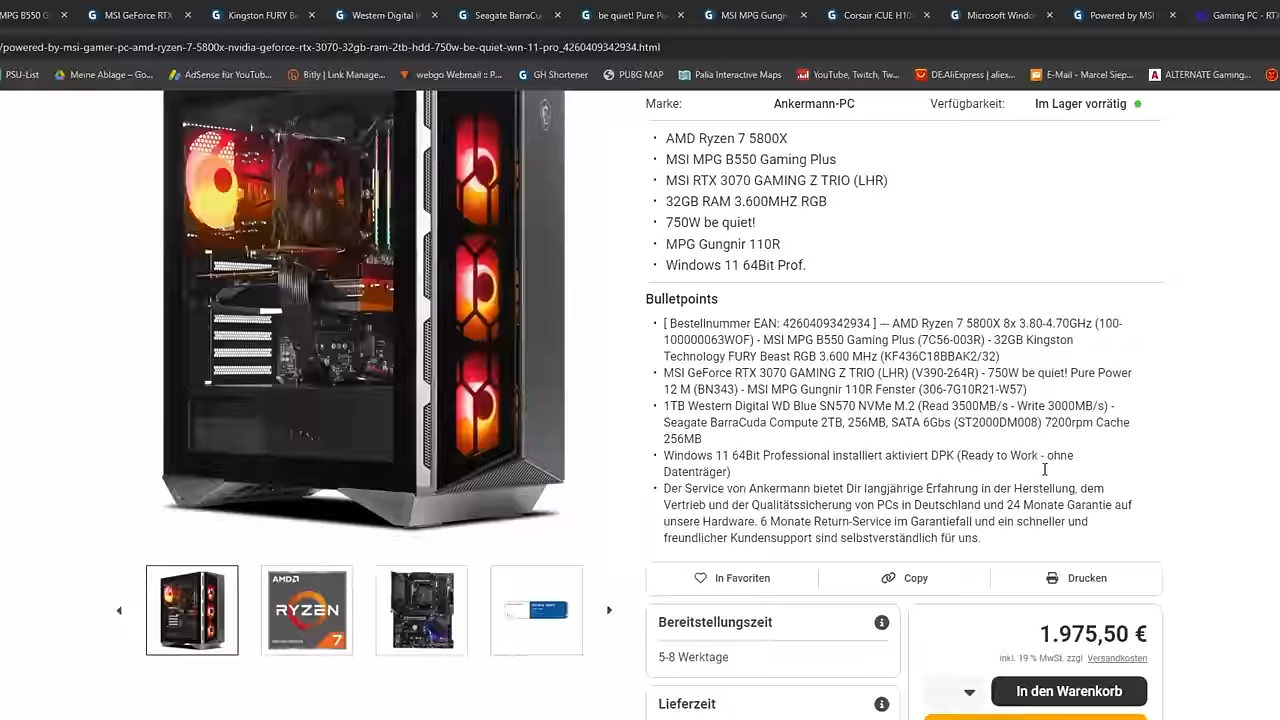 MPG B550 G
MSI GeForce RTX
Kingston FURY Be
Western Digital
Seagate BarraCu
be quiet! Pure Po
MSI MPG Gungn
Corsair iCUE H10
Microsoft Windo
Powered by MSI
Gaming PC - RTX
/powered-by-msi-gamer-pc-amd-ryzen-7-5800x-nvidia-geforce-rtx-3070-32gb-ram-2tb-hdd-750w-be-quiet-win-11-pro_4260409342934.html
PSU-List
Meine Ablage – Go...
AdSense für YouTub...
Bitly | Link Manage...
webgo Webmail :: P...
GH Shortener
PUBG MAP
Palia Interactive Maps
YouTube, Twitch, Tw...
DE.AliExpress | aliex...
E-Mail – Marcel Siep...
ALTERNATE Gaming...
Marke: Ankermann-PC Verfügbarkeit: Im Lager vorrätig
• AMD Ryzen 7 5800X
• MSI MPG B550 Gaming Plus
• MSI RTX 3070 GAMING Z TRIO (LHR)
• 32GB RAM 3.600MHZ RGB
• 750W be quiet!
• MPG Gungnir 110R
• Windows 11 64Bit Prof.
Bulletpoints
• [ Bestellnummer EAN: 4260409342934 ] --- AMD Ryzen 7 5800X 8x 3.80-4.70GHz (100-
100000063WOF) - MSI MPG B550 Gaming Plus (7C56-003R) - 32GB Kingston
Technology FURY Beast RGB 3.600 MHz (KF436C18BBAK2/32)
• MSI GeForce RTX 3070 GAMING Z TRIO (LHR) (V390-264R) - 750W be quiet! Pure Power
12 M (BN343) - MSI MPG Gungnir 110R Fenster (306-7G10R21-W57)
• 1TB Western Digital WD Blue SN570 NVMe M.2 (Read 3500MB/s - Write 3000MB/s) -
Seagate BarraCuda Compute 2TB, 256MB, SATA 6Gbs (ST2000DM008) 7200rpm Cache
256MB
• Windows 11 64Bit Professional installiert aktiviert DPK (Ready to Work - ohne
Datenträger)
• Der Service von Ankermann bietet Dir langjährige Erfahrung in der Herstellung, dem
Vertrieb und der Qualitätssicherung von PCs in Deutschland und 24 Monate Garantie auf
unsere Hardware. 6 Monate Return-Service im Garantiefall und ein schneller und
freundlicher Kundensupport sind selbstverständlich für uns.
In Favoriten
Copy
Drucken
AMD
RYZEN
7
Bereitstellungszeit
5-8 Werktage
Lieferzeit
1.975,50 €
inkl. 19 % MwSt. zzgl Versandkosten
In den Warenkorb